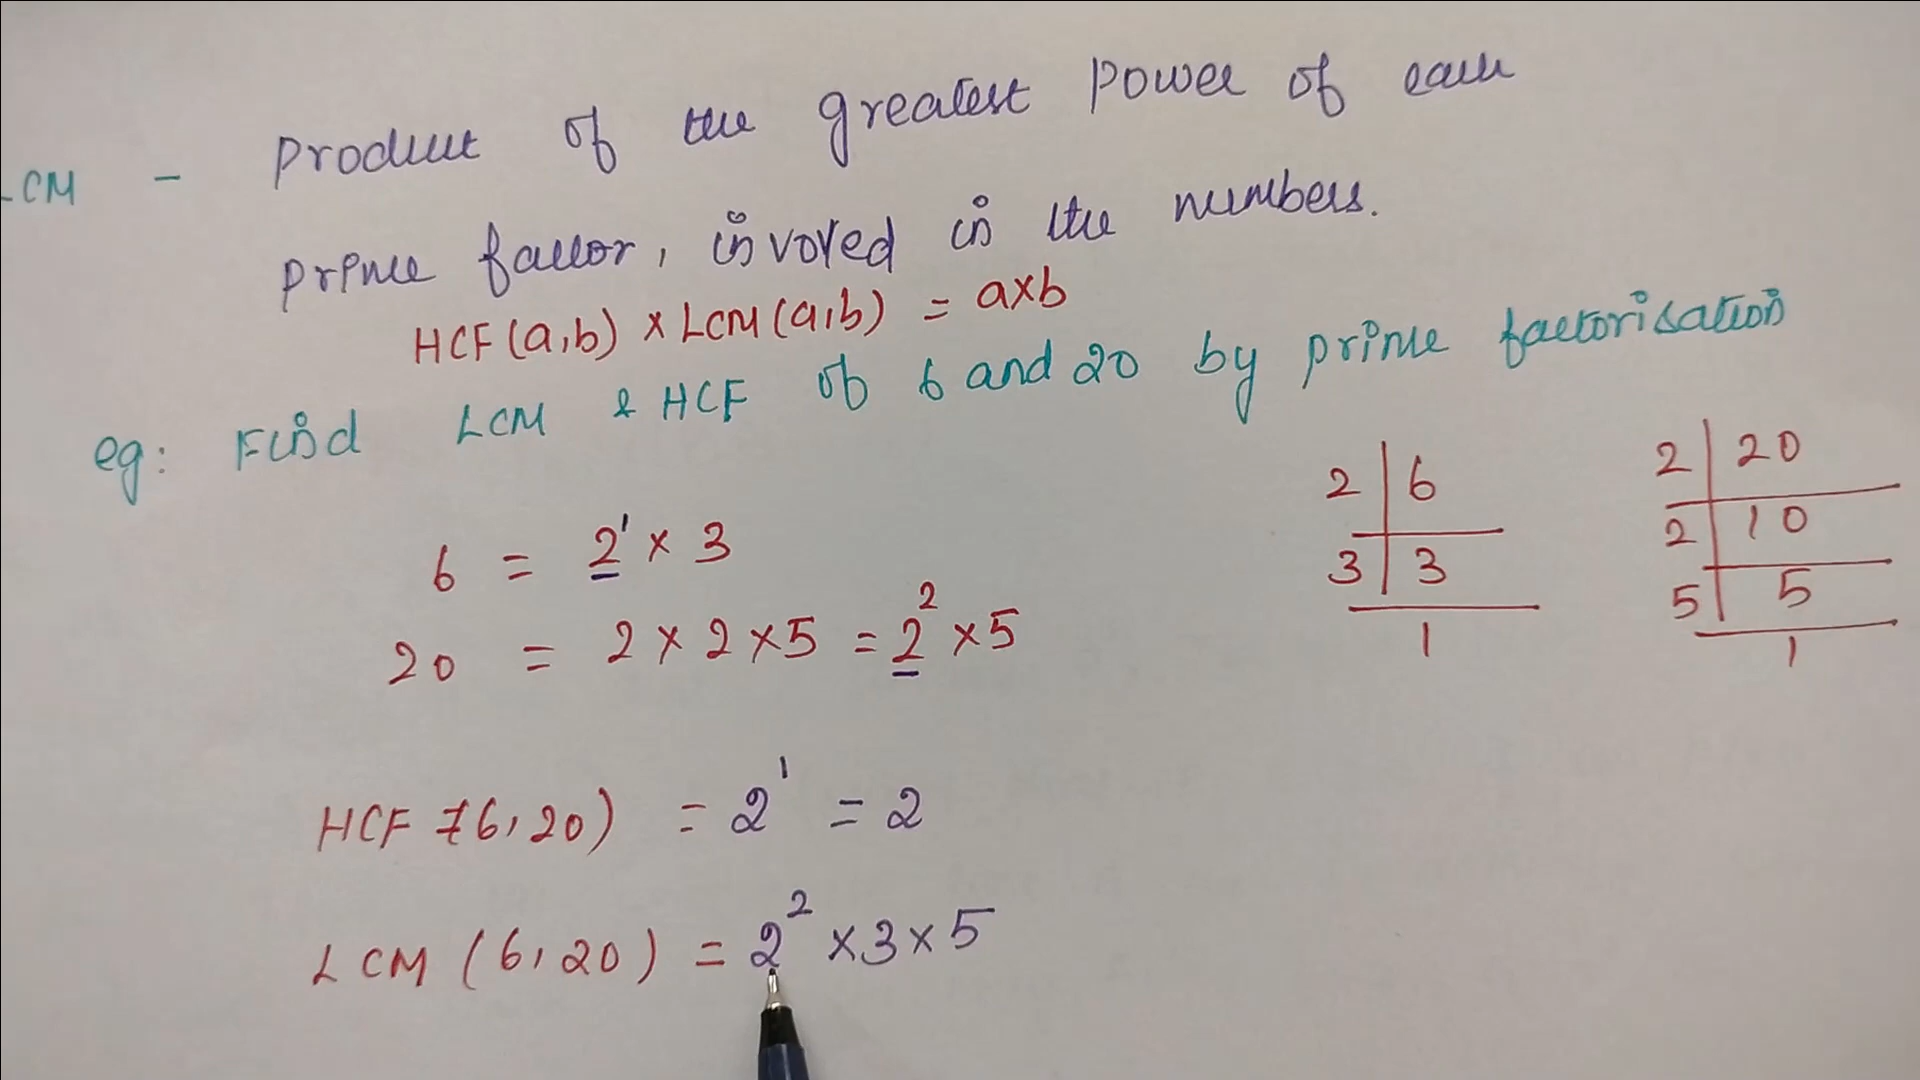 LCM - Product of the greatest Power of each
prime factor, invoved in the numbers.
HCF (a,b) × LCM (a,b) = a×b
eg: Find LCM & HCF of 6 and 20 by prime factorisation
2 | 6
3 | 3
1
2 | 20
2 | 10
5 | 5
1
6 = 2¹ × 3
20 = 2 × 2 × 5 = 2² × 5
HCF (6,20) = 2¹ = 2
LCM (6,20) = 2² × 3 × 5